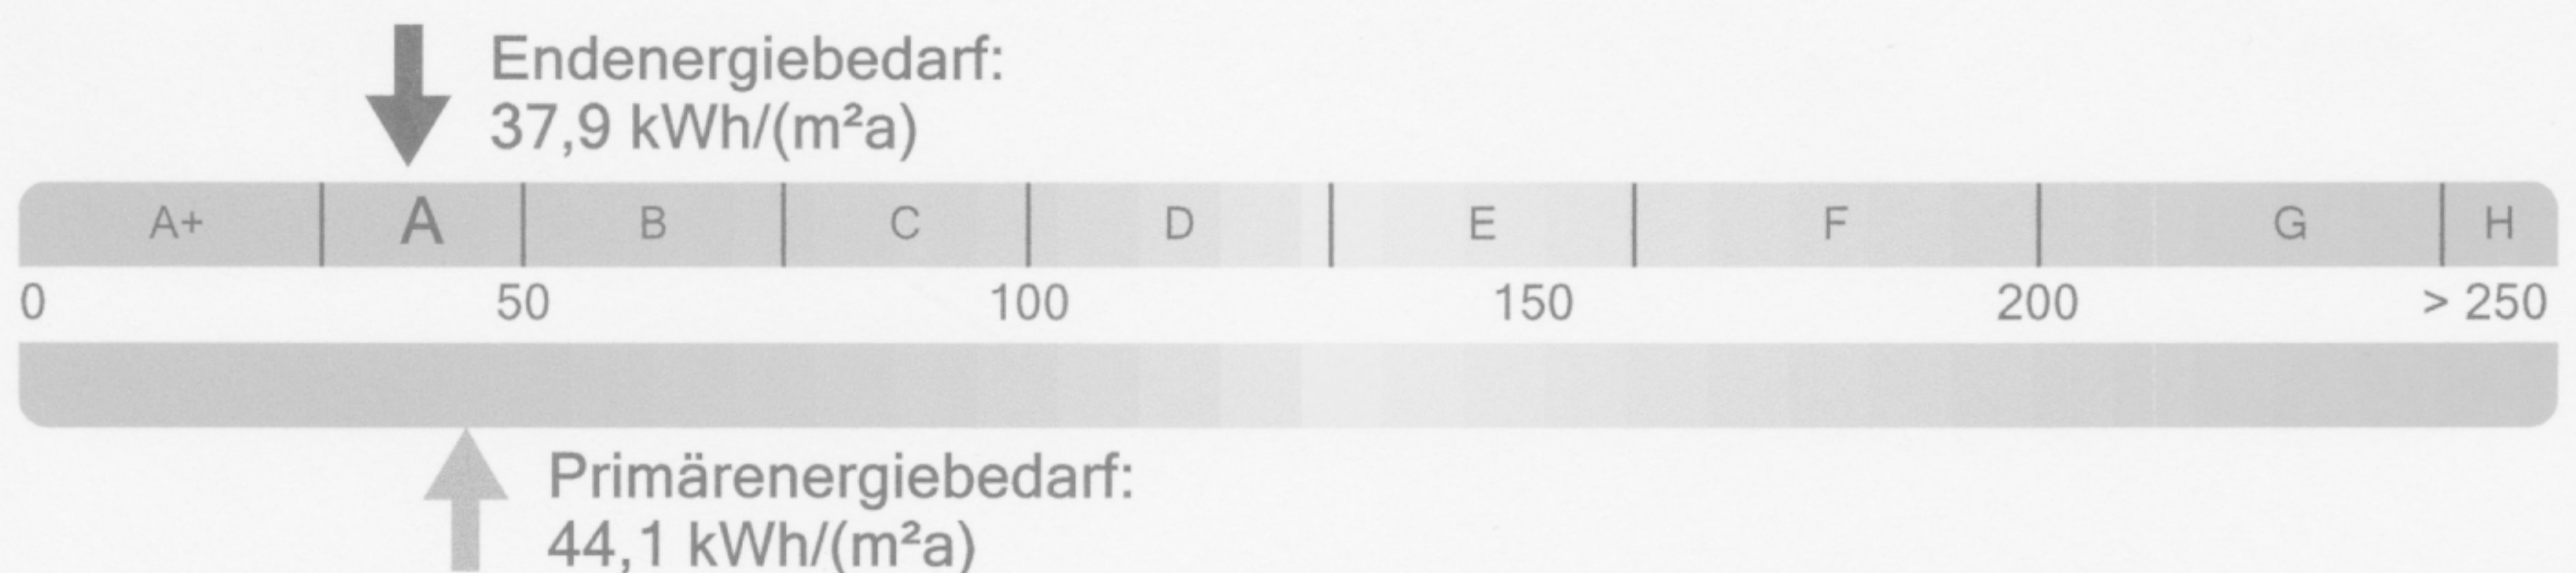 Endenergiebedarf:
37,9 kWh/(m²a)
A+ A B C D E F G H
0 50 100 150 200 > 250
Primärenergiebedarf:
44,1 kWh/(m²a)